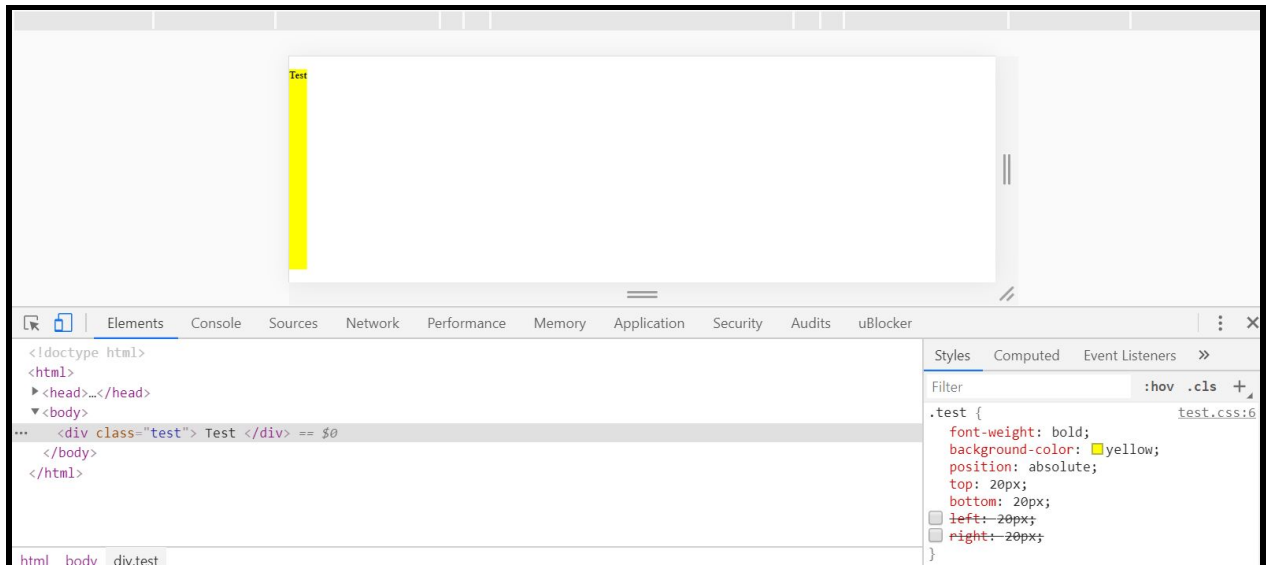 Test
Elements Console Sources Network Performance Memory Application Security Audits uBlocker
<!doctype html>
<html>
<head>…</head>
<body>
<div class="test"> Test </div> == $0
</body>
</html>
html body div.test
Styles Computed Event Listeners »
Filter :hov .cls +
.test { test.css:6
font-weight: bold;
background-color: yellow;
position: absolute;
top: 20px;
bottom: 20px;
left: 20px;
right: 20px;
}